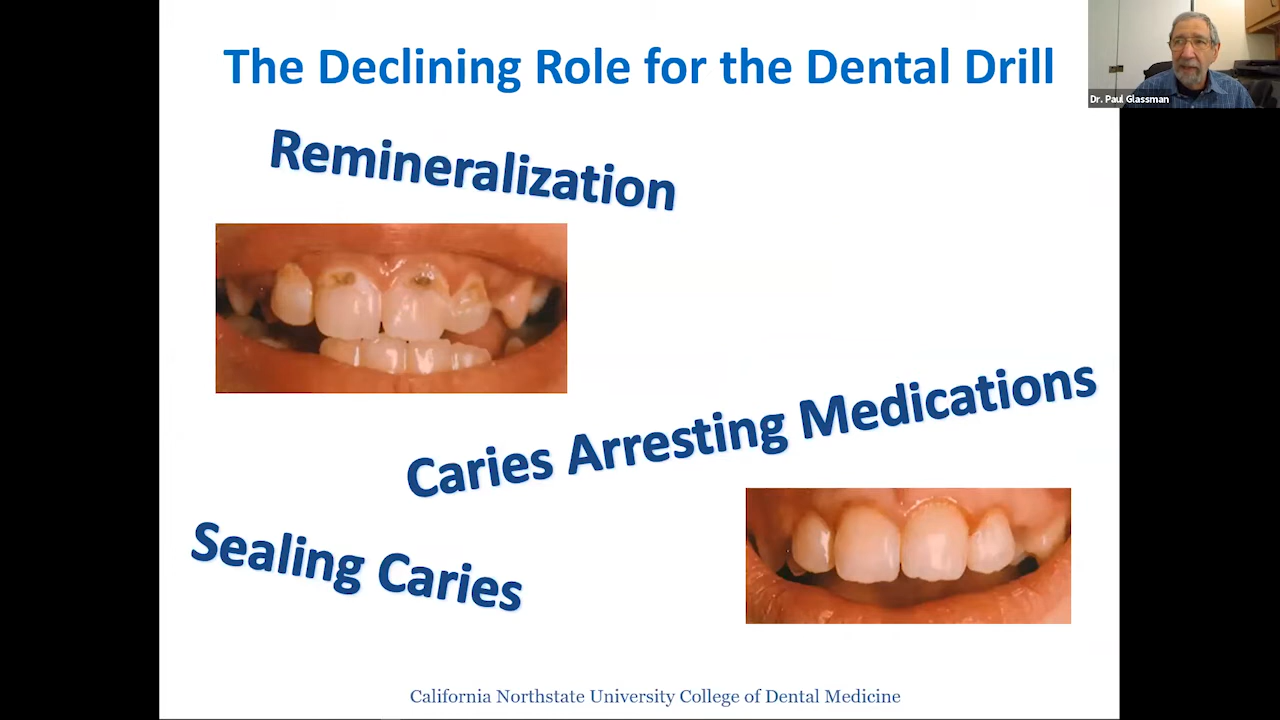 The Declining Role for the Dental Drill
Dr. Paul Glassman
Remineralization
Caries Arresting Medications
Sealing Caries
California Northstate University College of Dental Medicine